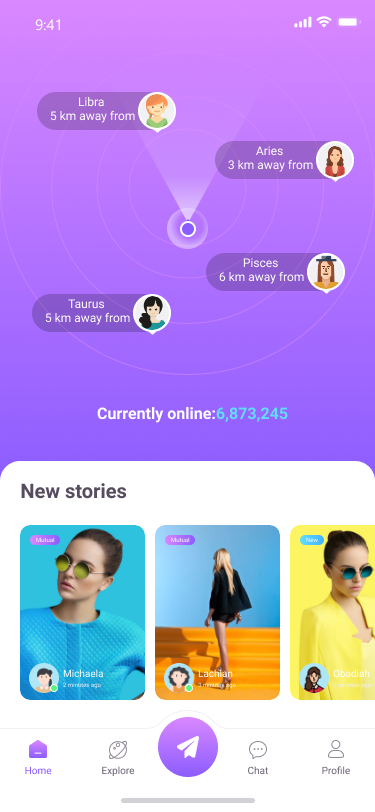 9:41
Libra
5 km away from
Aries
3 km away from
Pisces
6 km away from
Taurus
5 km away from
Currently online:6,873,245
New stories
Mutual
Mutual
New
Michaela
2 minutes ago
Lachlan
3 minutes ago
Obadiah
minutes ago
Home
Explore
Chat
Profile